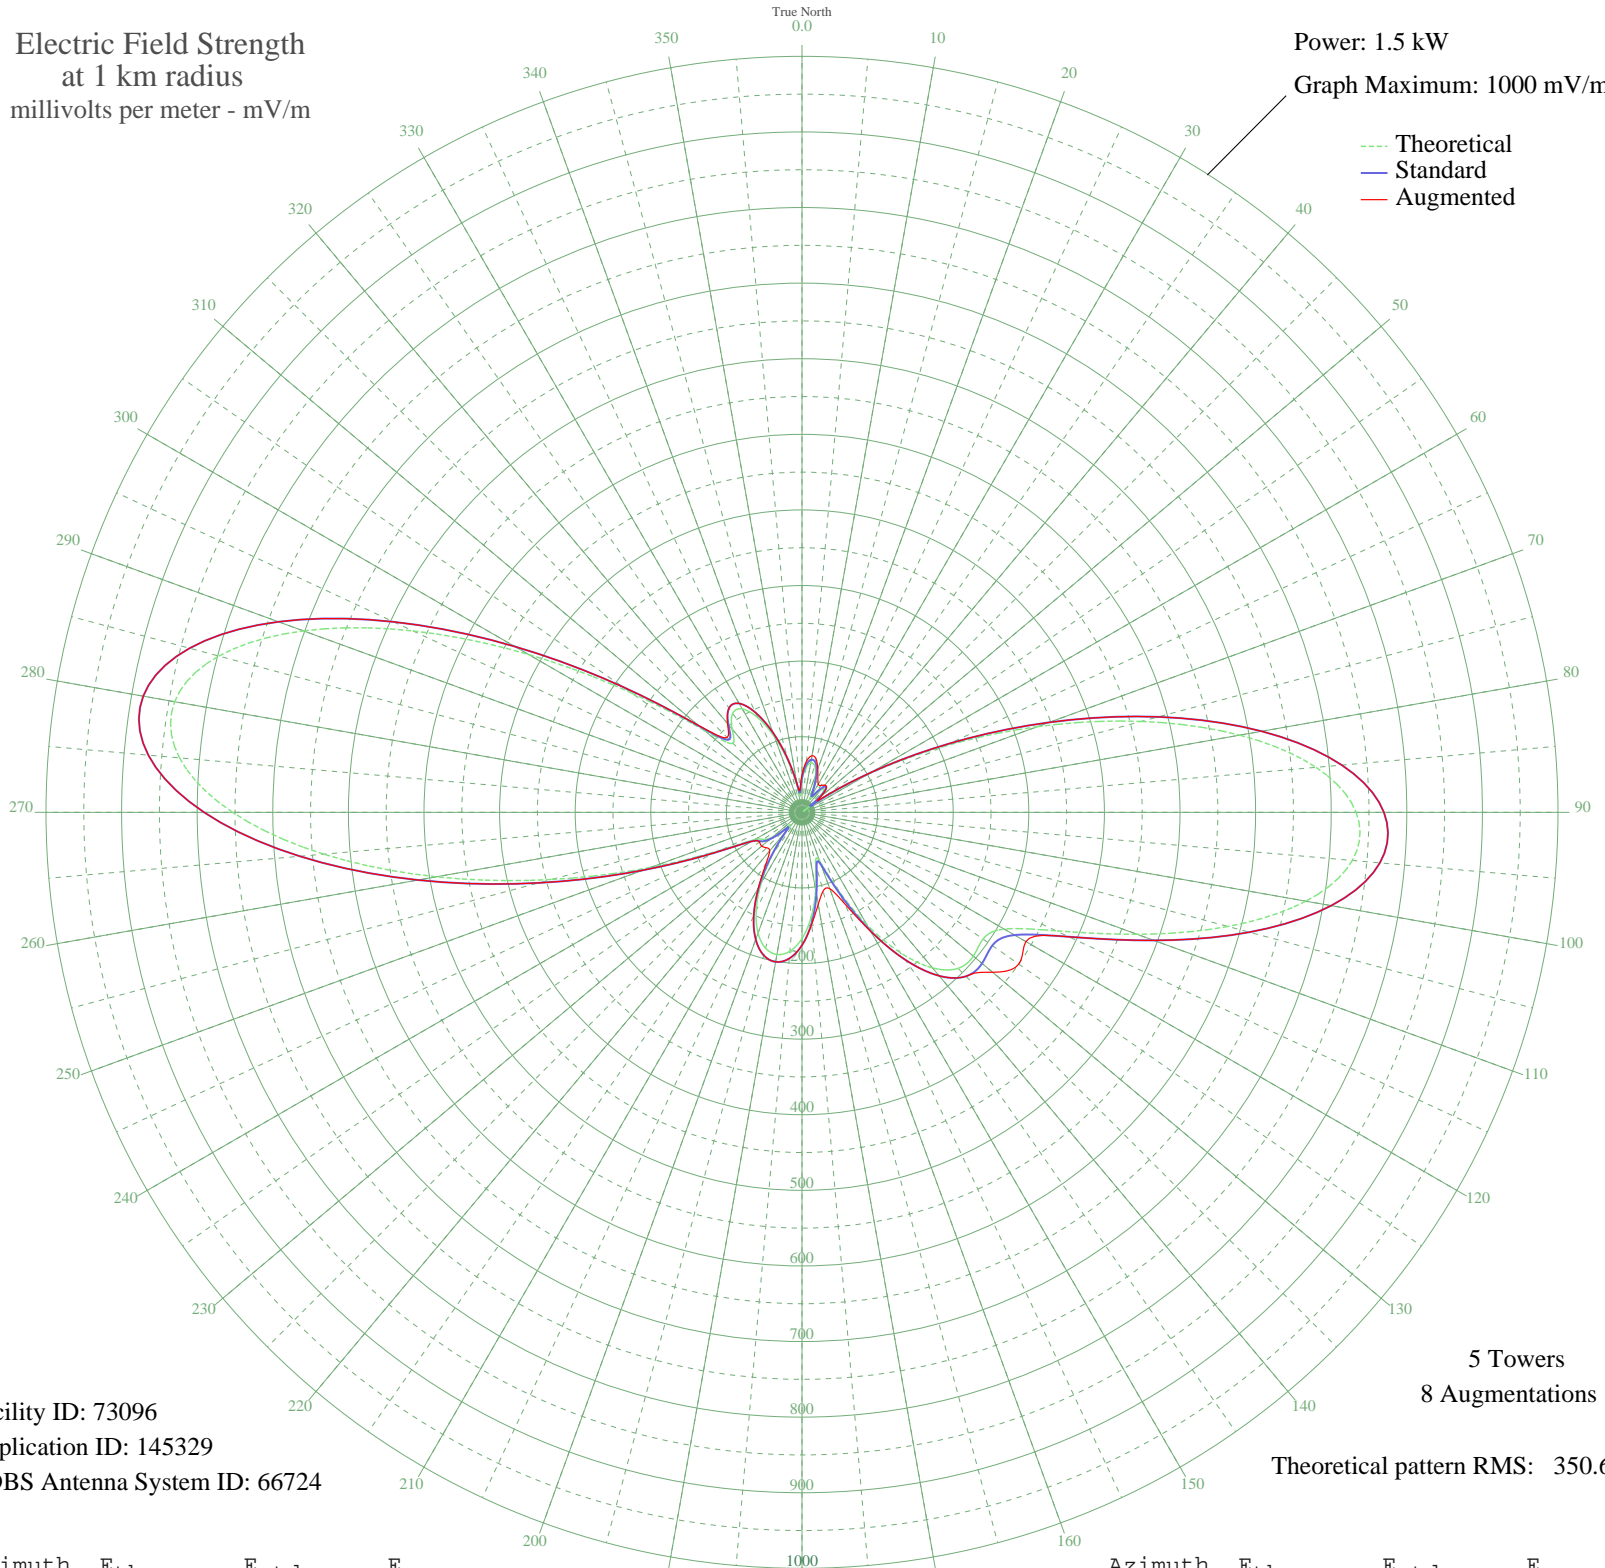 True North
0.0
Electric Field Strength
at 1 km radius
millivolts per meter - mV/m
Power: 1.5 kW
Graph Maximum: 1000 mV/m
Theoretical
Standard
Augmented
10
20
30
40
50
60
70
80
90
100
110
120
130
140
150
160
200
210
220
230
240
250
260
270
280
290
300
310
320
330
340
350
200
300
400
500
600
700
800
900
1000
5 Towers
8 Augmentations
Theoretical pattern RMS: 350.6
cility ID: 73096
plication ID: 145329
DBS Antenna System ID: 66724
imuth E E E
Azimuth E E E